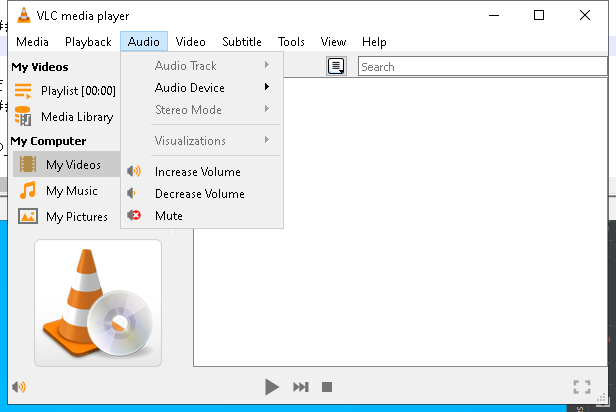 VLC media player
Media Playback Audio Video Subtitle Tools View Help
My Videos
Playlist [00:00]
Media Library
My Computer
My Videos
My Music
My Pictures
Audio Track
Audio Device
Stereo Mode
Visualizations
Increase Volume
Decrease Volume
Mute
Search